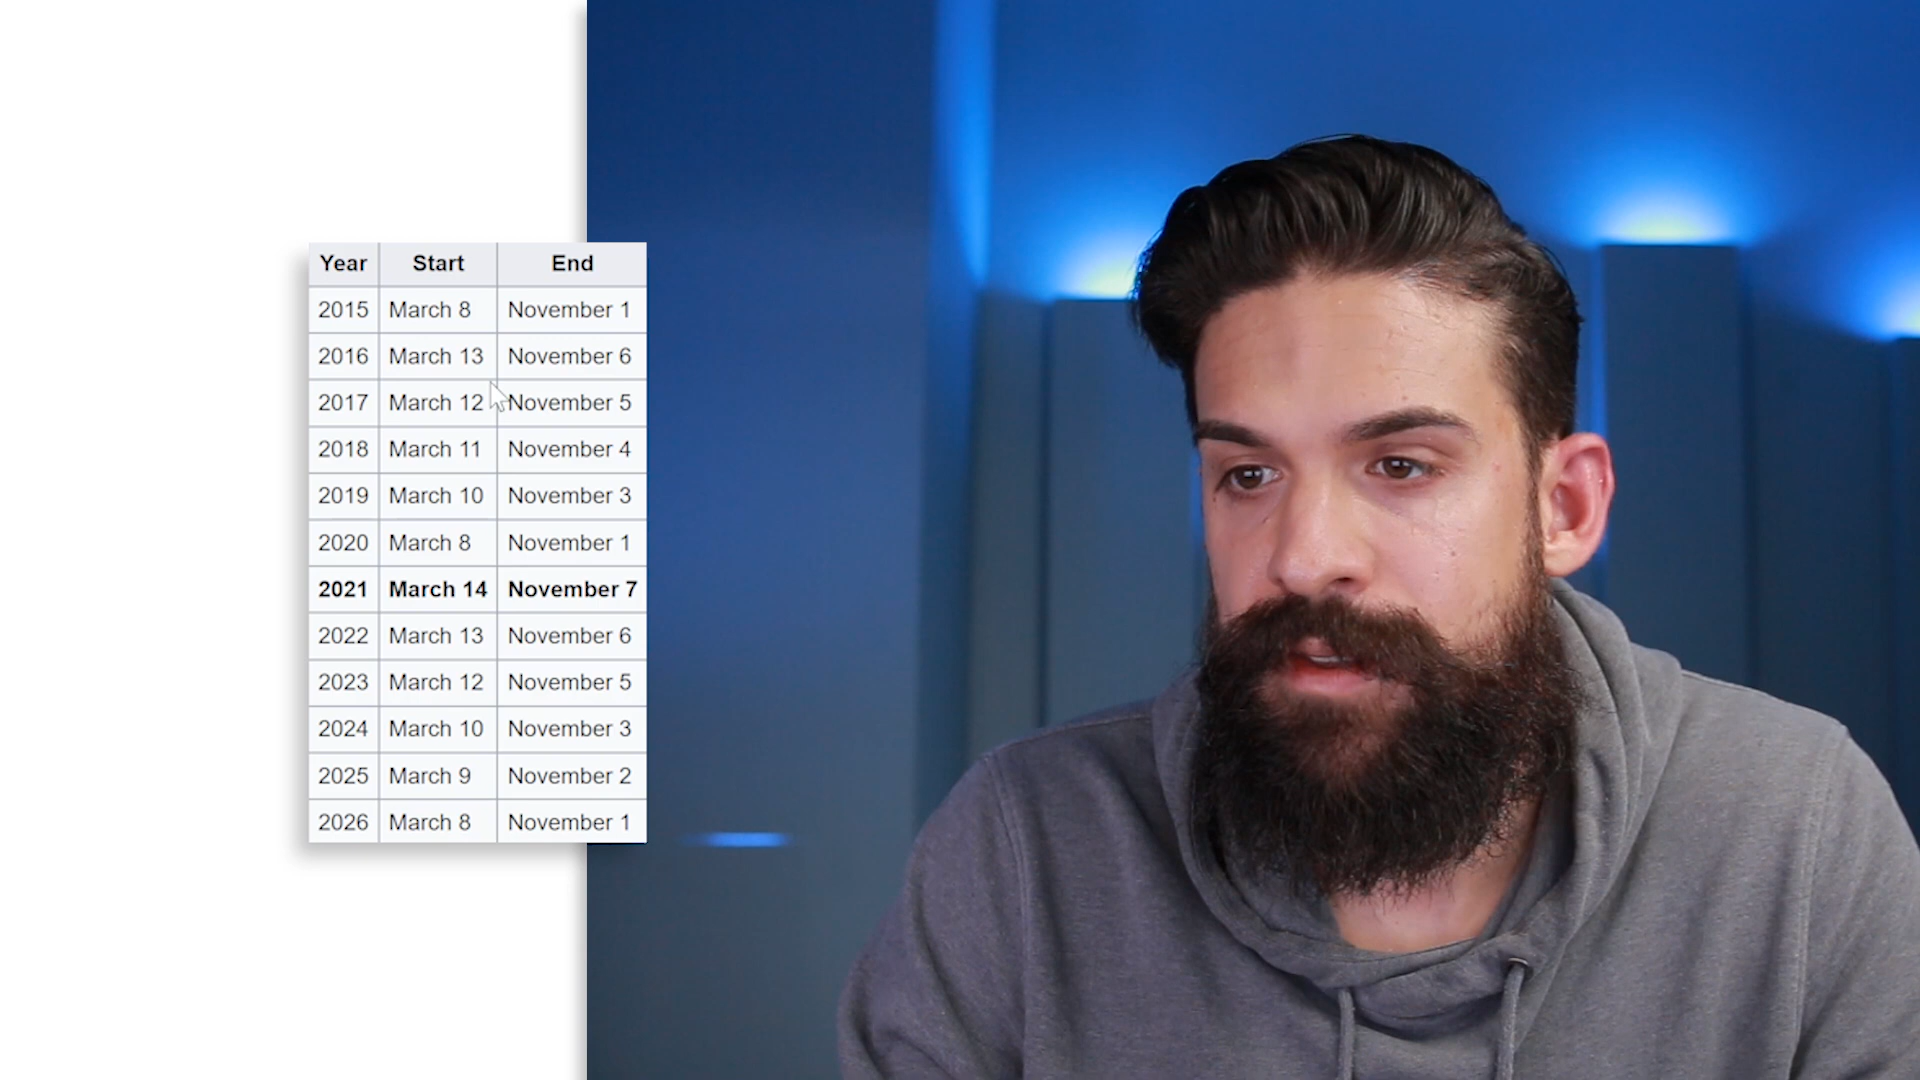 Year Start End
2015 March 8 November 1
2016 March 13 November 6
2017 March 12 November 5
2018 March 11 November 4
2019 March 10 November 3
2020 March 8 November 1
2021 March 14 November 7
2022 March 13 November 6
2023 March 12 November 5
2024 March 10 November 3
2025 March 9 November 2
2026 March 8 November 1